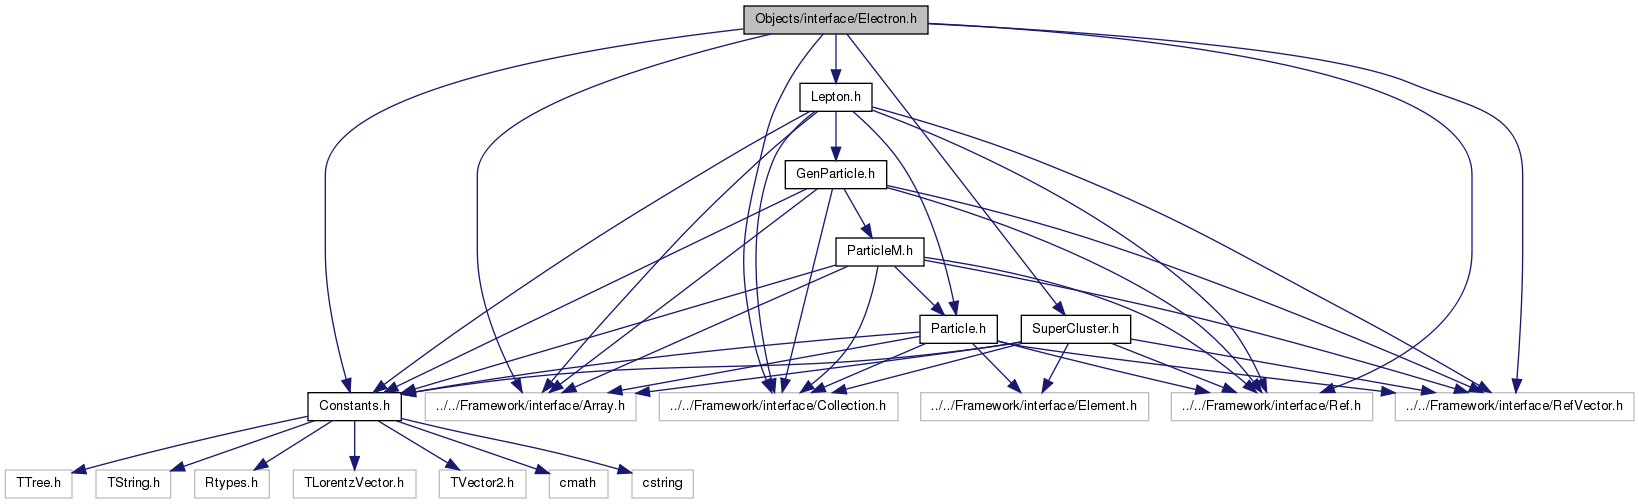 Objects/interface/Electron.h
Lepton.h
GenParticle.h
ParticleM.h
Particle.h
SuperCluster.h
Constants.h
../../Framework/interface/Array.h
../../Framework/interface/Collection.h
../../Framework/interface/Element.h
../../Framework/interface/Ref.h
../../Framework/interface/RefVector.h
TTree.h
TString.h
Rtypes.h
TLorentzVector.h
TVector2.h
cmath
cstring